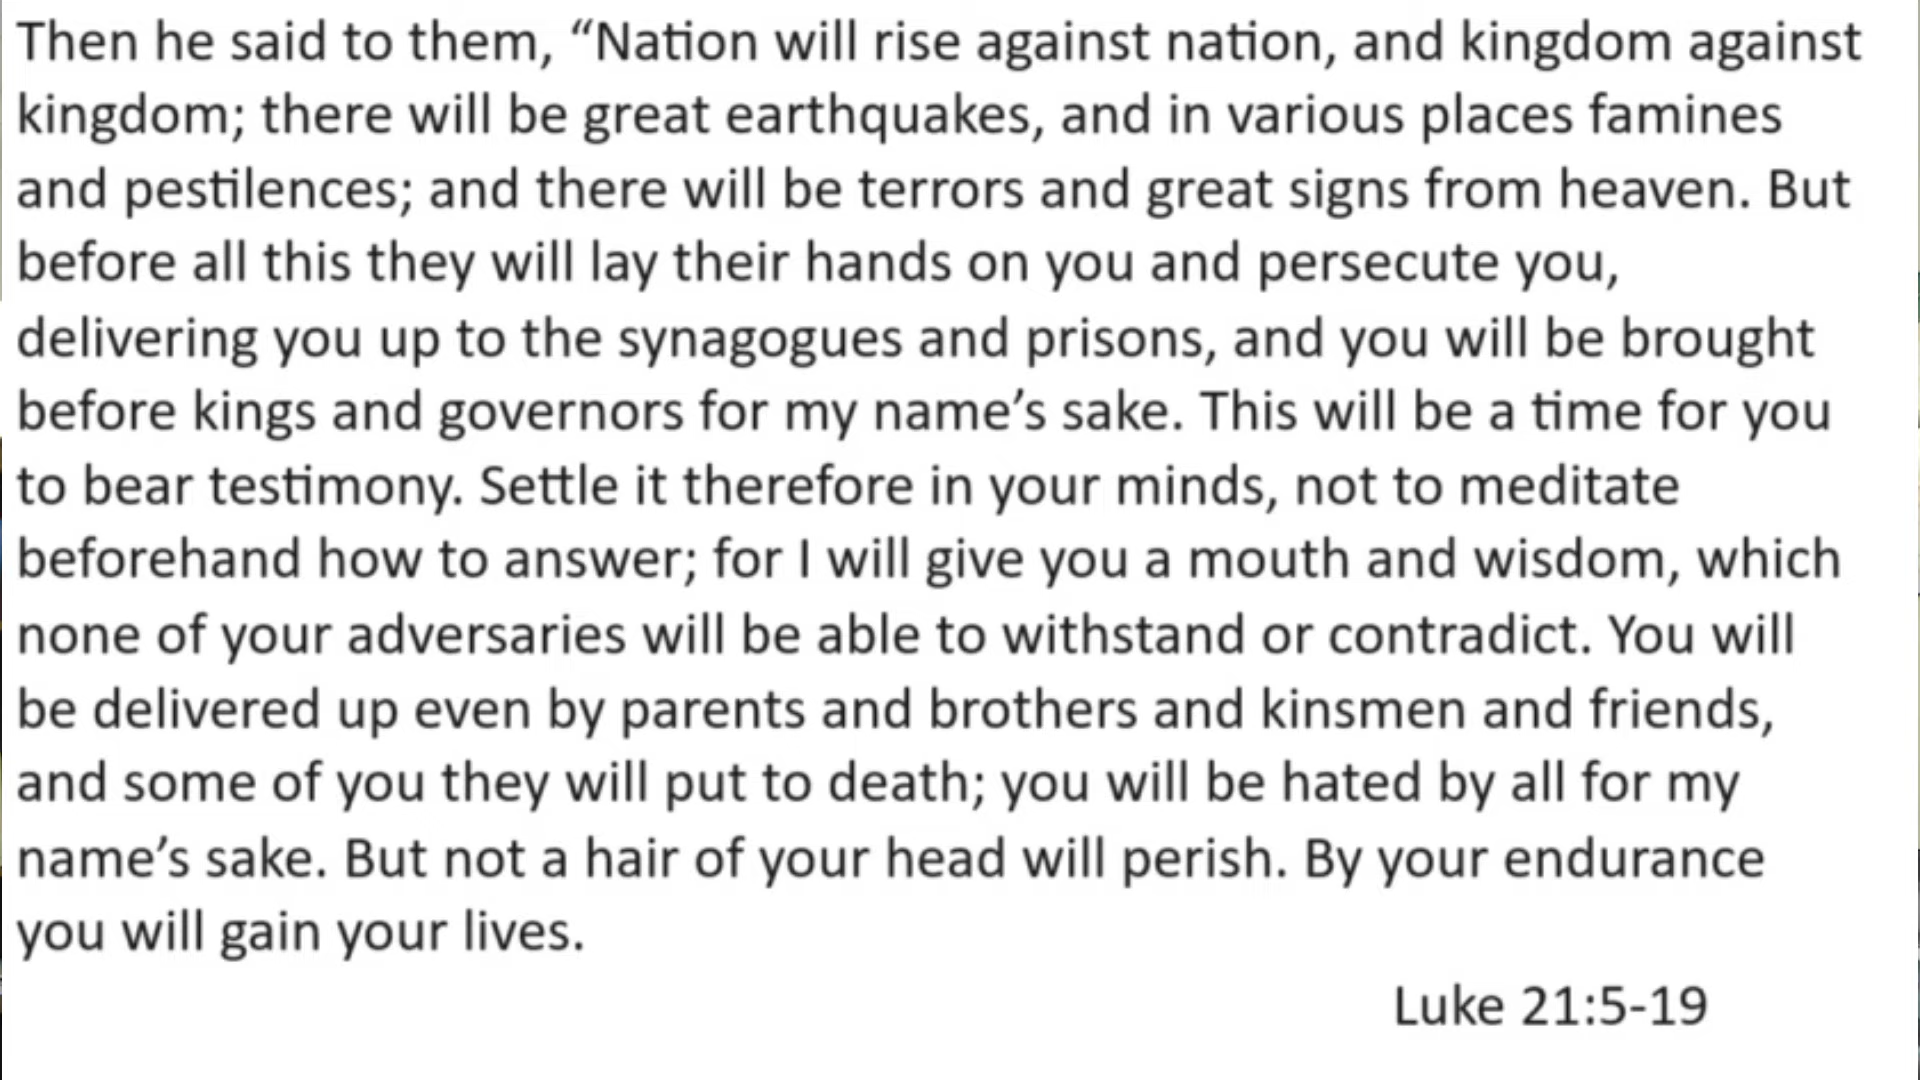 Then he said to them, “Nation will rise against nation, and kingdom against
kingdom; there will be great earthquakes, and in various places famines
and pestilences; and there will be terrors and great signs from heaven. But
before all this they will lay their hands on you and persecute you,
delivering you up to the synagogues and prisons, and you will be brought
before kings and governors for my name’s sake. This will be a time for you
to bear testimony. Settle it therefore in your minds, not to meditate
beforehand how to answer; for I will give you a mouth and wisdom, which
none of your adversaries will be able to withstand or contradict. You will
be delivered up even by parents and brothers and kinsmen and friends,
and some of you they will put to death; you will be hated by all for my
name’s sake. But not a hair of your head will perish. By your endurance
you will gain your lives.
Luke 21:5-19